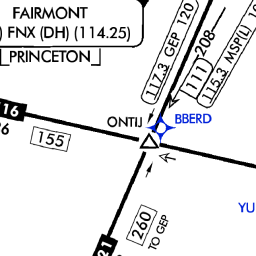 FAIRMONT
FNX (DH) (114.25)
PRINCETON
117.3 GEP 120
208
111
115.3 MSP(L)
ONTIJ
BBERD
16
155
YU
260
TO GEP
21